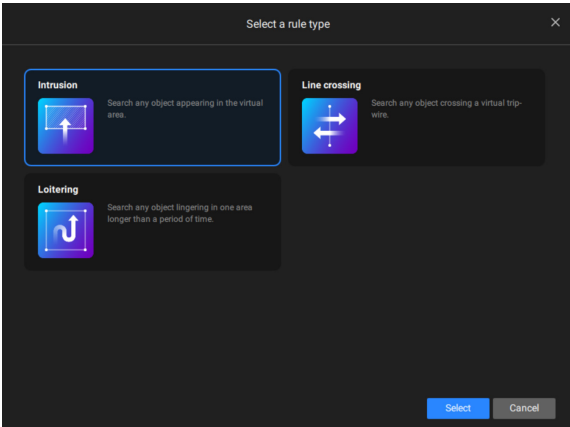 Select a rule type
Intrusion
Search any object appearing in the virtual
area.
Line crossing
Search any object crossing a virtual trip-
wire.
Loitering
Search any object lingering in one area
longer than a period of time.
Select
Cancel